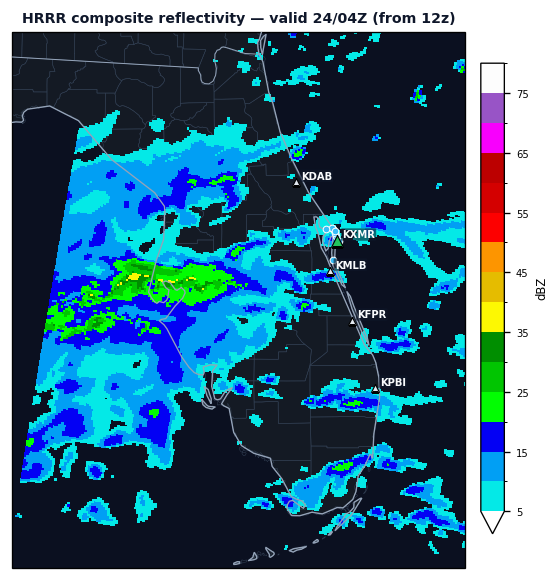 HRRR composite reflectivity — valid 24/04Z (from 12z)
KDAB
KXMR
KMLB
KFPR
KPBI
75
65
55
45
35
25
15
5
dBZ